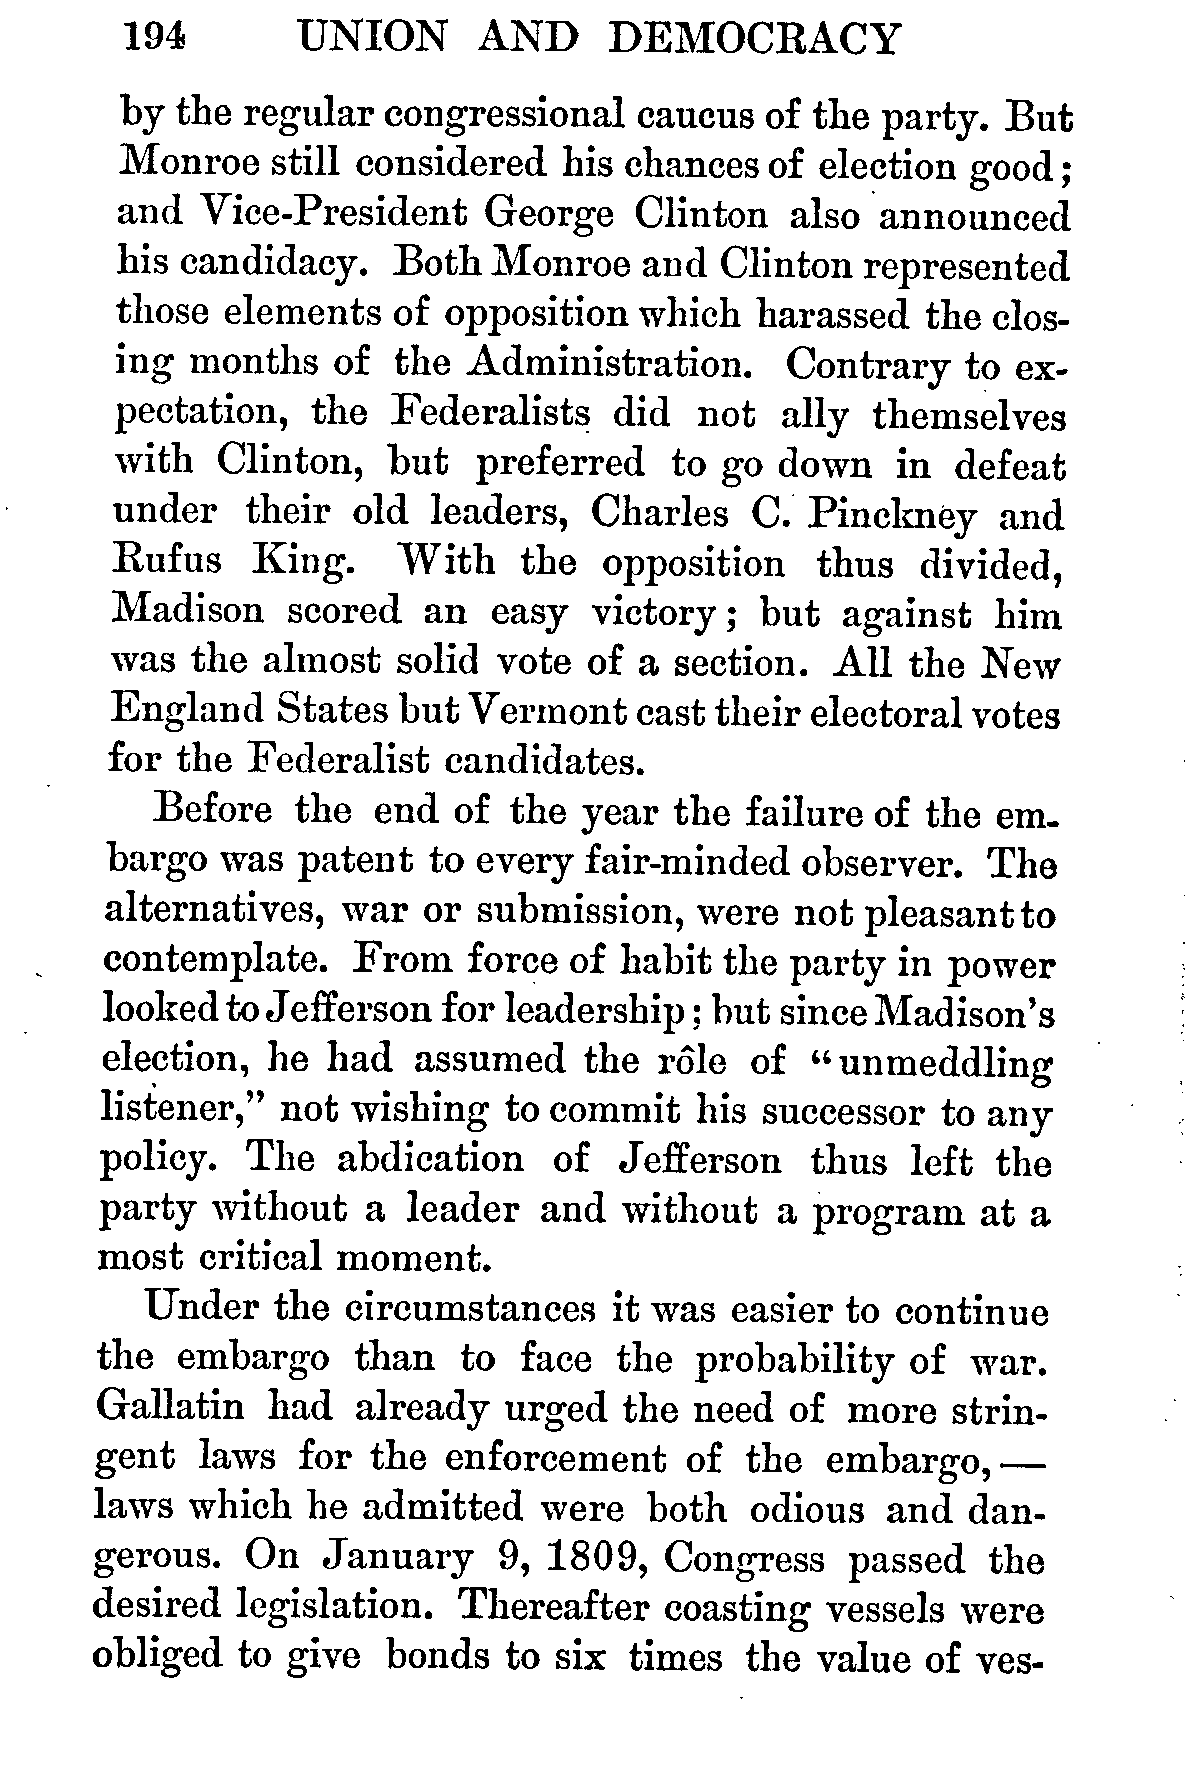 194 UNION AND DEMOCRACY
by the regular congressional caucus of the party. But
Monroe still considered his chances of election good;
and Vice-President George Clinton also announced
his candidacy. Both Monroe and Clinton represented
those elements of opposition which harassed the clos-
ing months of the Administration. Contrary to ex-
pectation, the Federalists did not ally themselves
with Clinton, but preferred to go down in defeat
under their old leaders, Charles C. Pinckney and
Rufus King. With the opposition thus divided,
Madison scored an easy victory; but against him
was the almost solid vote of a section. All the New
England States but Vermont cast their electoral votes
for the Federalist candidates.
Before the end of the year the failure of the em-
bargo was patent to every fair-minded observer. The
alternatives, war or submission, were not pleasant to
contemplate. From force of habit the party in power
looked to Jefferson for leadership; but since Madison's
election, he had assumed the rôle of "unmeddling
listener," not wishing to commit his successor to any
policy. The abdication of Jefferson thus left the
party without a leader and without a program at a
most critical moment.
Under the circumstances it was easier to continue
the embargo than to face the probability of war.
Gallatin had already urged the need of more strin-
gent laws for the enforcement of the embargo,—
laws which he admitted were both odious and dan-
gerous. On January 9, 1809, Congress passed the
desired legislation. Thereafter coasting vessels were
obliged to give bonds to six times the value of ves-